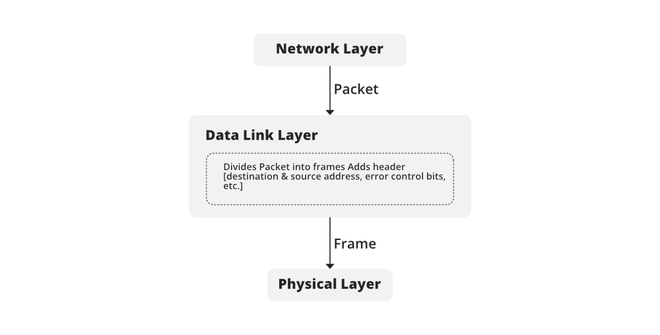 Network Layer
Packet
Data Link Layer
Divides Packet into frames Adds header
[destination & source address, error control bits,
etc.]
Frame
Physical Layer